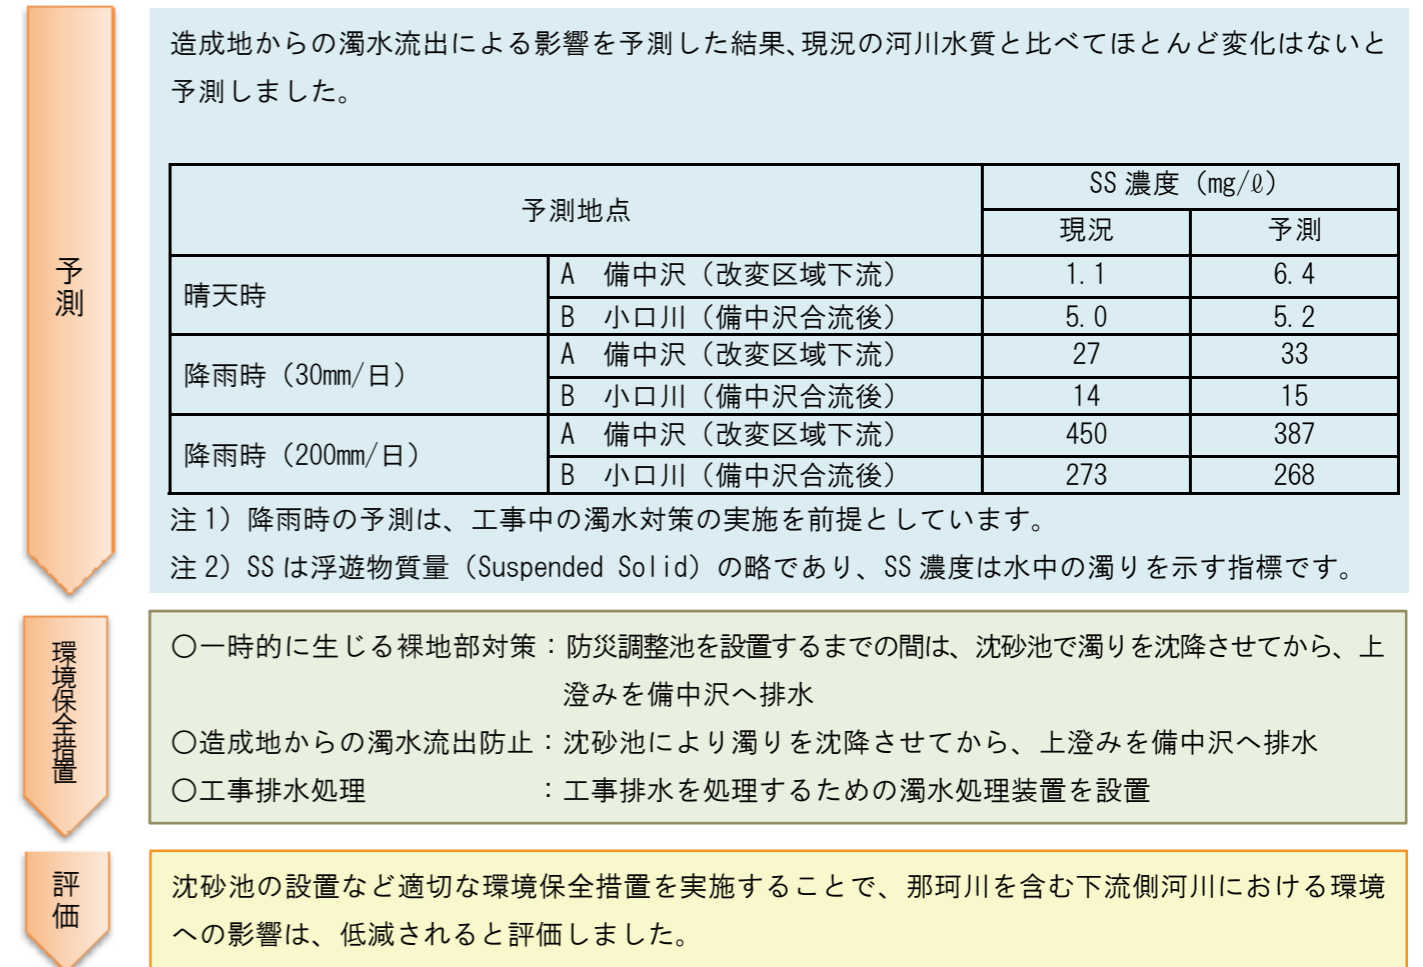 予測
造成地からの濁水流出による影響を予測した結果、現況の河川水質と比べてほとんど変化はないと
予測しました。
予測地点 SS濃度（mg/ℓ）
現況 予測
晴天時 A 備中沢（改変区域下流） 1.1 6.4
B 小口川（備中沢合流後） 5.0 5.2
降雨時（30㎜/日） A 備中沢（改変区域下流） 27 33
B 小口川（備中沢合流後） 14 15
降雨時（200㎜/日） A 備中沢（改変区域下流） 450 387
B 小口川（備中沢合流後） 273 268
注1）降雨時の予測は、工事中の濁水対策の実施を前提としています。
注2）SSは浮遊物質量（Suspended Solid）の略であり、SS濃度は水中の濁りを示す指標です。
環境保全措置
○一時的に生じる裸地部対策：防災調整池を設置するまでの間は、沈砂池で濁りを沈降させてから、上
澄みを備中沢へ排水
○造成地からの濁水流出防止：沈砂池により濁りを沈降させてから、上澄みを備中沢へ排水
○工事排水処理：工事排水を処理するための濁水処理装置を設置
評価
沈砂池の設置など適切な環境保全措置を実施することで、那珂川を含む下流側河川における環境
への影響は、低減されると評価しました。